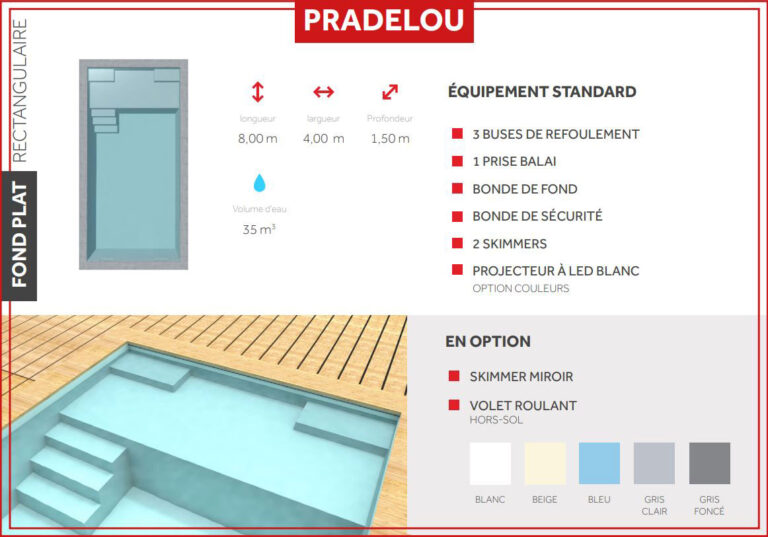 PRADELOU
RECTANGULAIRE
FOND PLAT
longueur
8,00 m
largueur
4,00 m
Profondeur
1,50 m
Volume d'eau
35 m³
ÉQUIPEMENT STANDARD
3 BUSES DE REFOULEMENT
1 PRISE BALAI
BONDE DE FOND
BONDE DE SÉCURITÉ
2 SKIMMERS
PROJECTEUR À LED BLANC
OPTION COULEURS
EN OPTION
SKIMMER MIROIR
VOLET ROULANT
HORS-SOL
BLANC
BEIGE
BLEU
GRIS
CLAIR
GRIS
FONCÉ